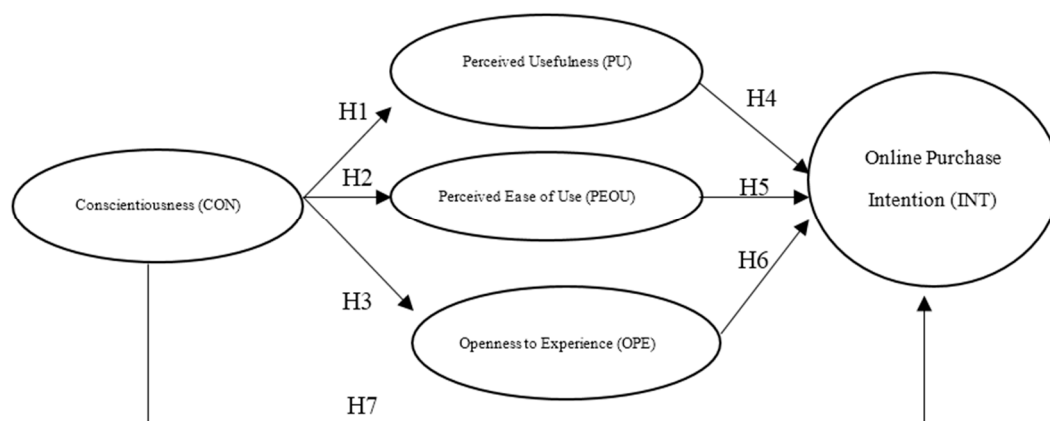 Perceived Usefulness (PU)
H1
H4
Conscientiousness (CON)
H2
Perceived Ease of Use (PEOU)
H5
Online Purchase
Intention (INT)
H3
H6
Openness to Experience (OPE)
H7